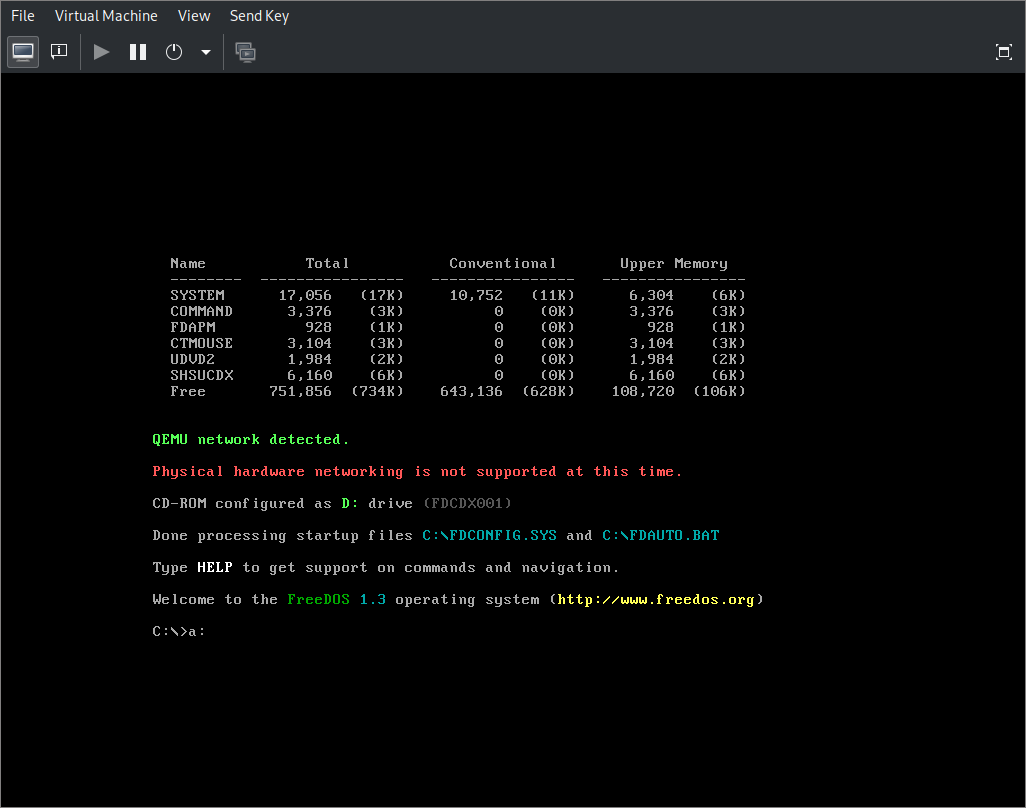 File Virtual Machine View Send Key
Name Total Conventional Upper Memory
-------- ---------------- ---------------- ----------------
SYSTEM 17,056 (17K) 10,752 (11K) 6,304 (6K)
COMMAND 3,376 (3K) 0 (0K) 3,376 (3K)
FDAPM 928 (1K) 0 (0K) 928 (1K)
CTMOUSE 3,104 (3K) 0 (0K) 3,104 (3K)
UDVD2 1,984 (2K) 0 (0K) 1,984 (2K)
SHSUCDX 6,160 (6K) 0 (0K) 6,160 (6K)
Free 751,856 (734K) 643,136 (628K) 108,720 (106K)
QEMU network detected.
Physical hardware networking is not supported at this time.
CD-ROM configured as D: drive (FDCDX001)
Done processing startup files C:\FDCONFIG.SYS and C:\FDAUTO.BAT
Type HELP to get support on commands and navigation.
Welcome to the FreeDOS 1.3 operating system (http://www.freedos.org)
C:\>a: